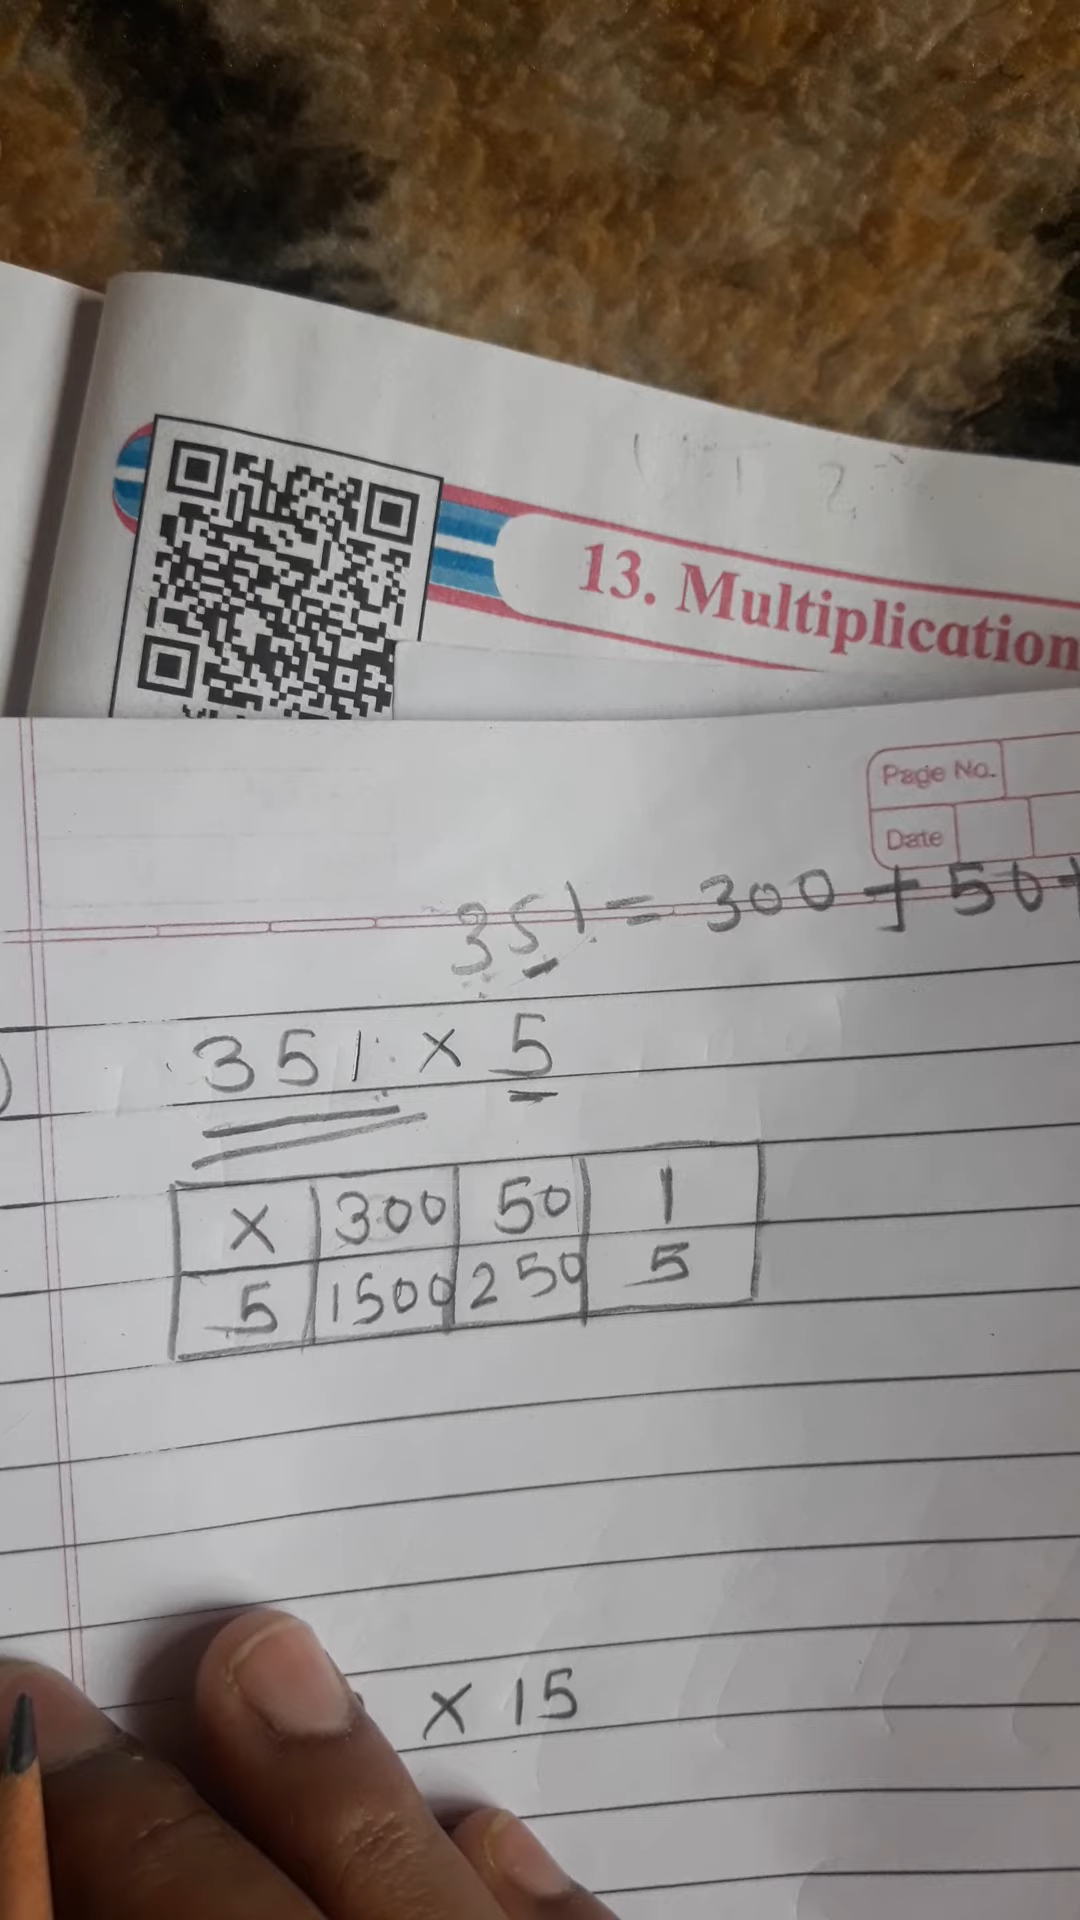 13. Multiplication
Page No.
Date
351 = 300 + 50 +
351 × 5
× 300 50 1
5 1500 250 5
× 15